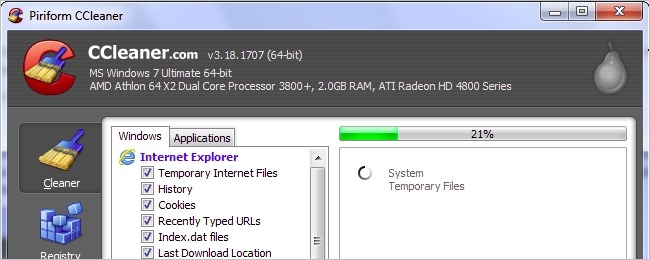 Piriform CCleaner
CCleaner.com v3.18.1707 (64-bit)
MS Windows 7 Ultimate 64-bit
AMD Athlon 64 X2 Dual Core Processor 3800+, 2.0GB RAM, ATI Radeon HD 4800 Series
Cleaner
Registry
Windows Applications
Internet Explorer
Temporary Internet Files
History
Cookies
Recently Typed URLs
Index.dat files
Last Download Location
21%
System
Temporary Files